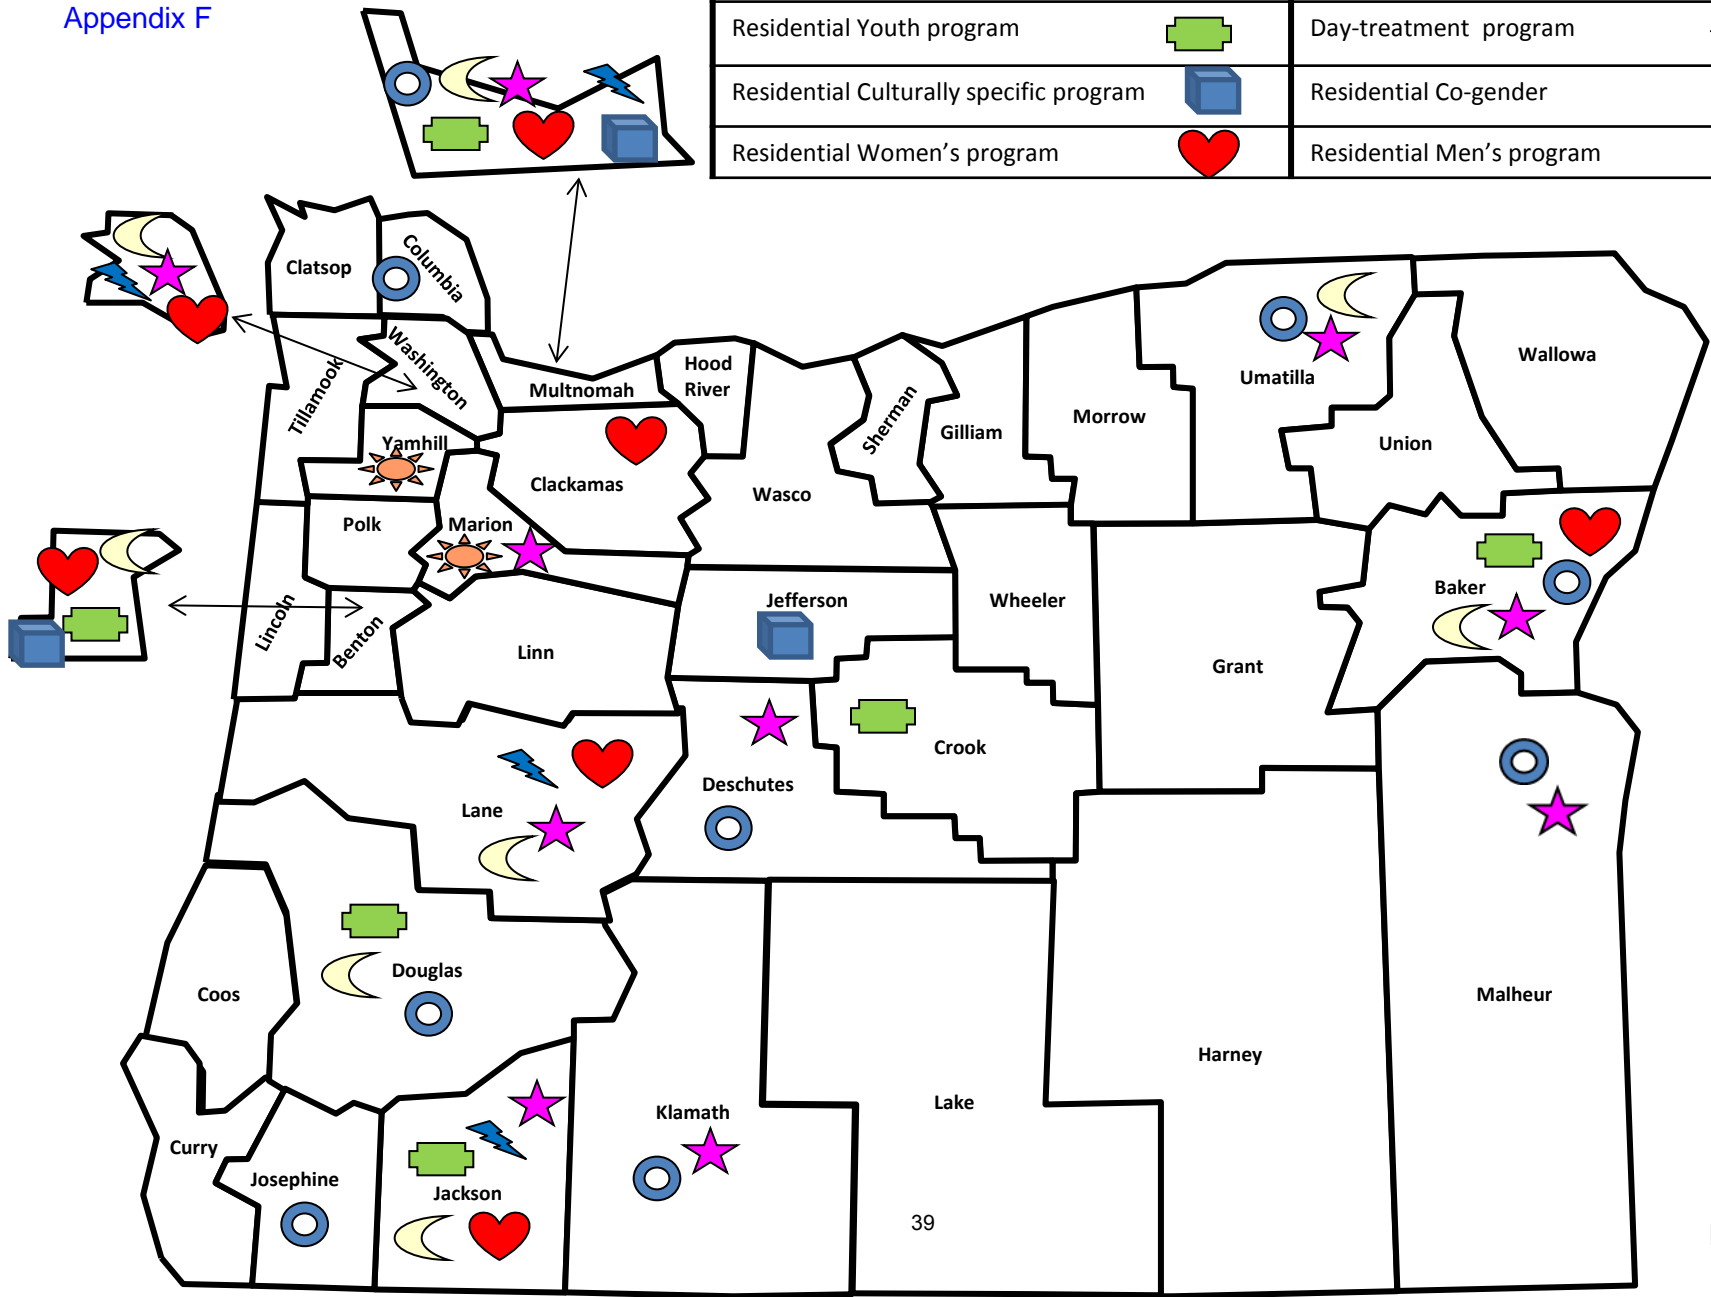 Appendix F
Residential Youth program
Day-treatment program
Residential Culturally specific program
Residential Co-gender
Residential Women's program
Residential Men's program
Clatsop
Columbia
Tillamook
Washington
Multnomah
Hood
River
Sherman
Gilliam
Morrow
Umatilla
Wallowa
Union
Yamhill
Clackamas
Wasco
Polk
Marion
Lincoln
Benton
Linn
Jefferson
Wheeler
Grant
Baker
Lane
Deschutes
Crook
Coos
Douglas
Malheur
Curry
Josephine
Jackson
Klamath
Lake
Harney
39